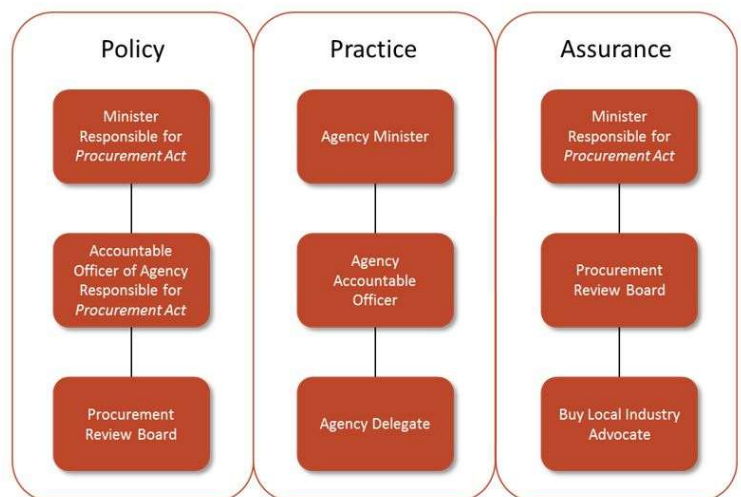 Policy
Minister
Responsible for
Procurement Act
Accountable
Officer of Agency
Responsible for
Procurement Act
Procurement
Review Board
Practice
Agency Minister
Agency
Accountable
Officer
Agency Delegate
Assurance
Minister
Responsible for
Procurement Act
Procurement
Review Board
Buy Local Industry
Advocate